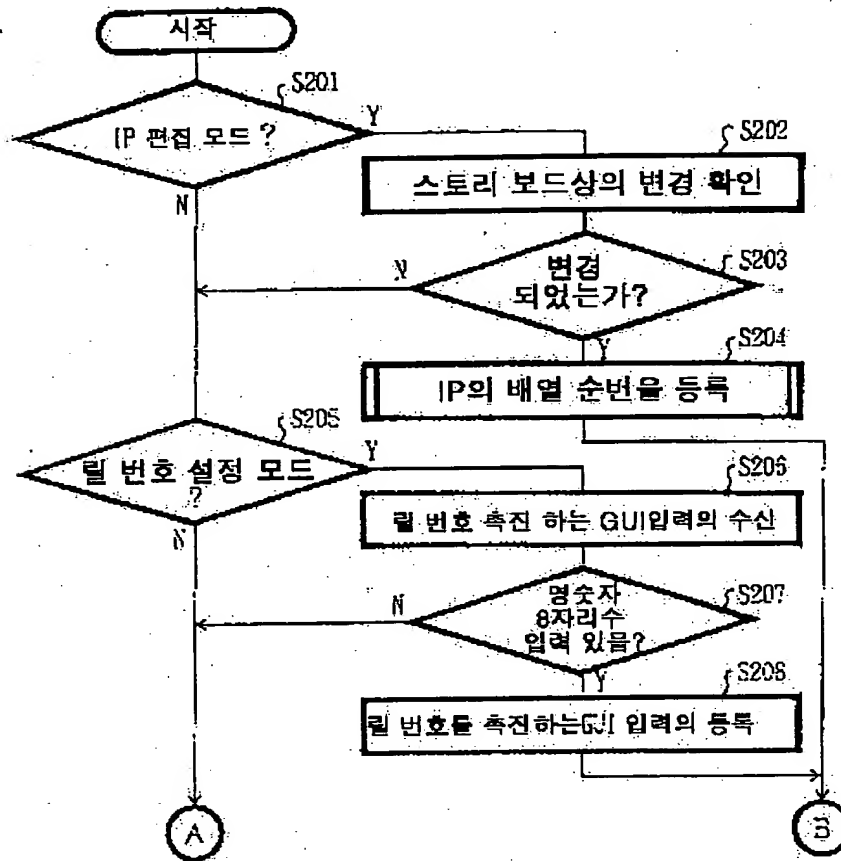 시작
S201
IP 편집 모드 ?
Y
N
S202
스토리 보드상의 변경 확인
S203
변경
되었는가?
N
Y
S204
IP의 배열 순번을 등록
S205
릴 번호 설정 모드
?
Y
N
S206
릴 번호 촉진 하는 GUI입력의 수신
S207
영숫자
8자리수
입력 있음?
N
Y
S208
릴 번호를 촉진하는GUI 입력의 등록
A
B